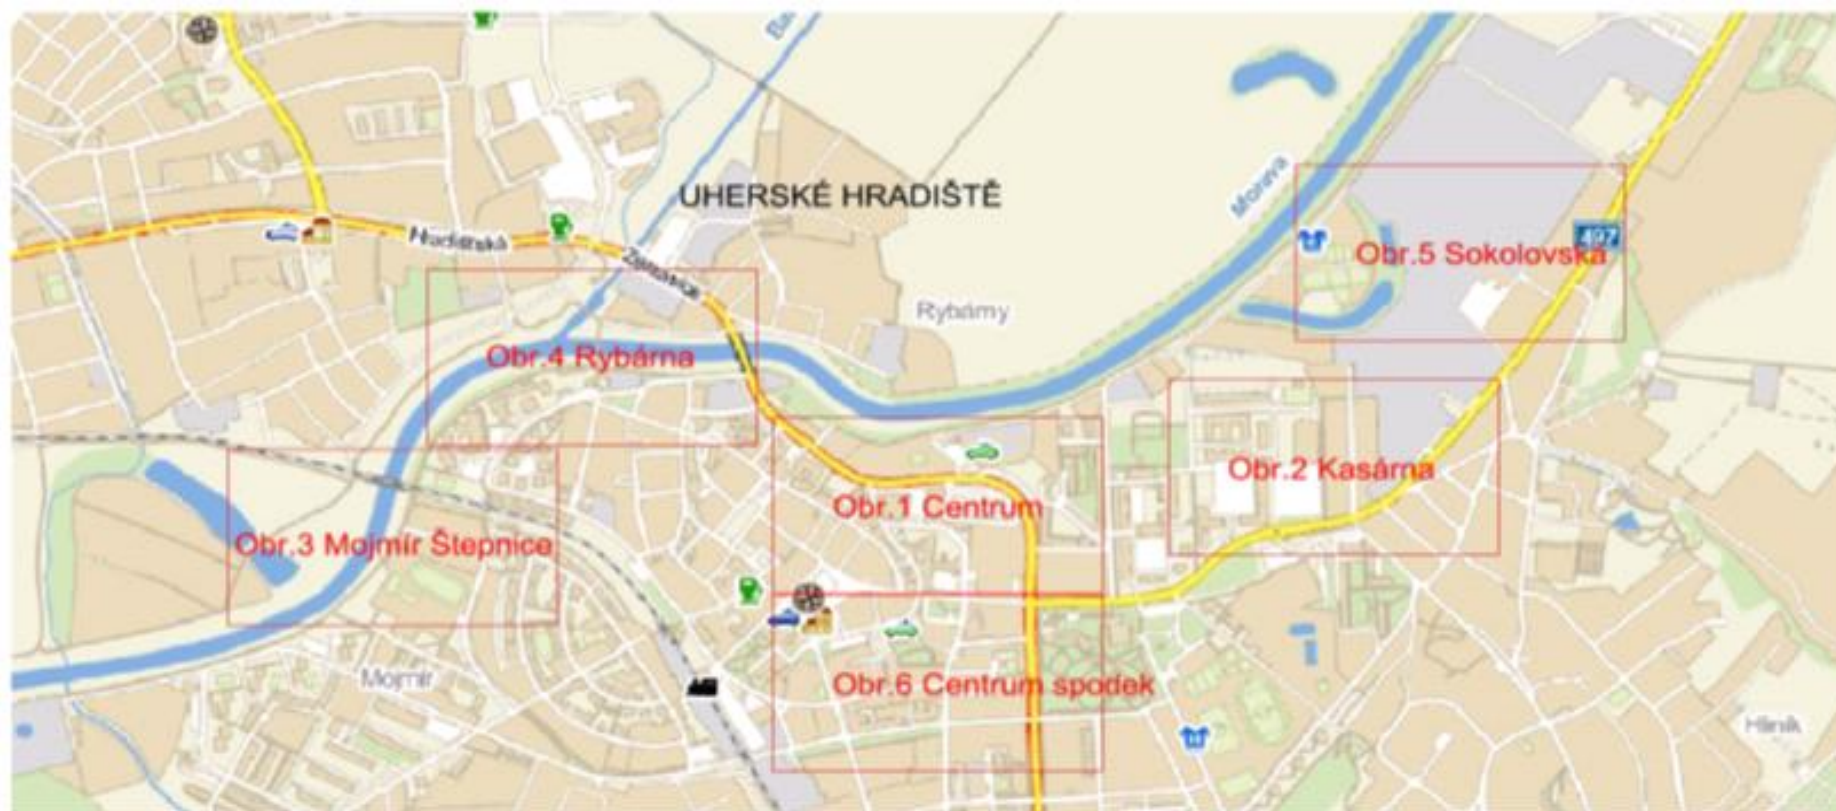 Morava
UHERSKÉ HRADIŠTĚ
497
Hradišťská
Obr.5 Sokolovská
Rybárny
Obr.4 Rybárna
Obr.2 Kasárna
Obr.1 Centrum
Obr.3 Mojmír Štepnice
Mojmír
Obr.6 Centrum spodek
Hliník